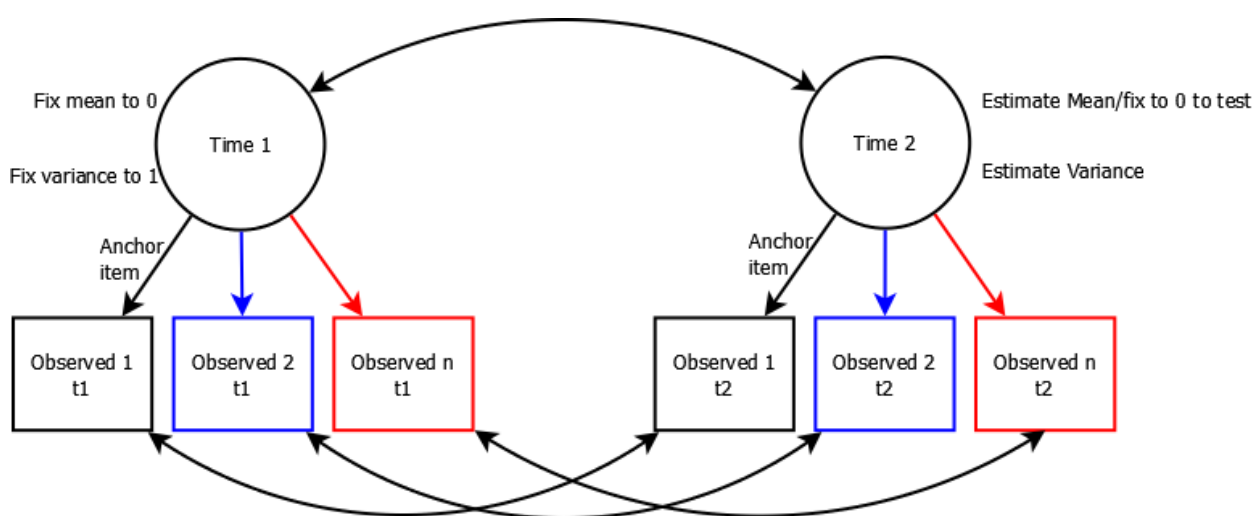 Fix mean to 0
Fix variance to 1
Time 1
Time 2
Estimate Mean/fix to 0 to test
Estimate Variance
Anchor
item
Anchor
item
Observed 1
t1
Observed 2
t1
Observed n
t1
Observed 1
t2
Observed 2
t2
Observed n
t2